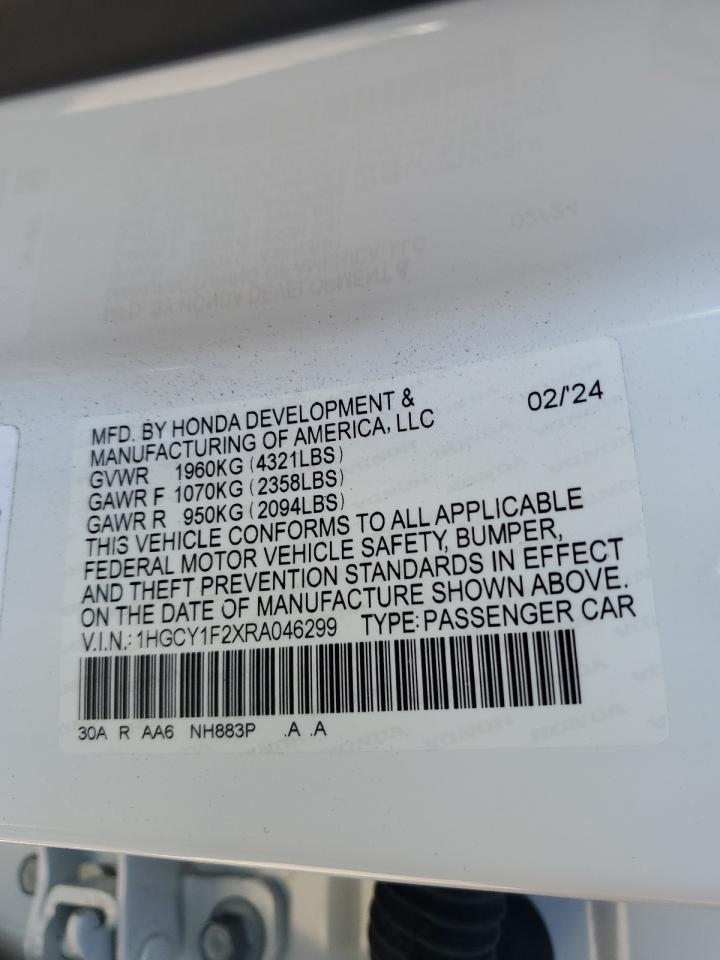 MFD. BY HONDA DEVELOPMENT & 02/'24
MANUFACTURING OF AMERICA, LLC
GVWR 1960KG (4321LBS)
GAWR F 1070KG (2358LBS)
GAWR R 950KG (2094LBS)
THIS VEHICLE CONFORMS TO ALL APPLICABLE
FEDERAL MOTOR VEHICLE SAFETY, BUMPER,
AND THEFT PREVENTION STANDARDS IN EFFECT
ON THE DATE OF MANUFACTURE SHOWN ABOVE.
V.I.N.: 1HGCY1F2XRA046299 TYPE: PASSENGER CAR
30A R AA6 NH883P .A .A